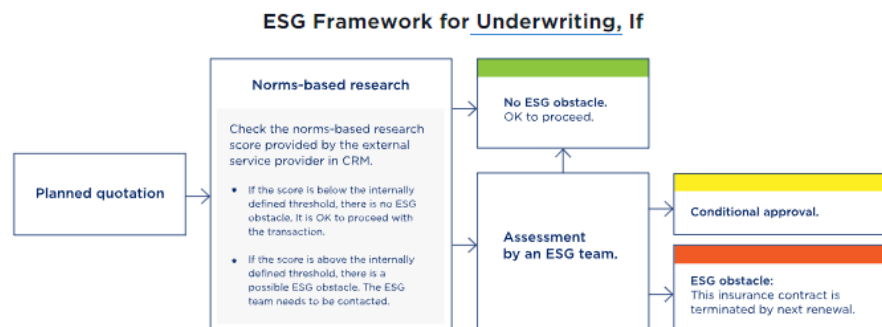 ESG Framework for Underwriting, If
Planned quotation
Norms-based research
Check the norms-based research
score provided by the external
service provider in CRM.
• If the score is below the internally
defined threshold, there is no ESG
obstacle. It is OK to proceed with
the transaction.
• If the score is above the internally
defined threshold, there is a
possible ESG obstacle. The ESG
team needs to be contacted.
No ESG obstacle.
OK to proceed.
Assessment
by an ESG team.
Conditional approval.
ESG obstacle:
This insurance contract is
terminated by next renewal.